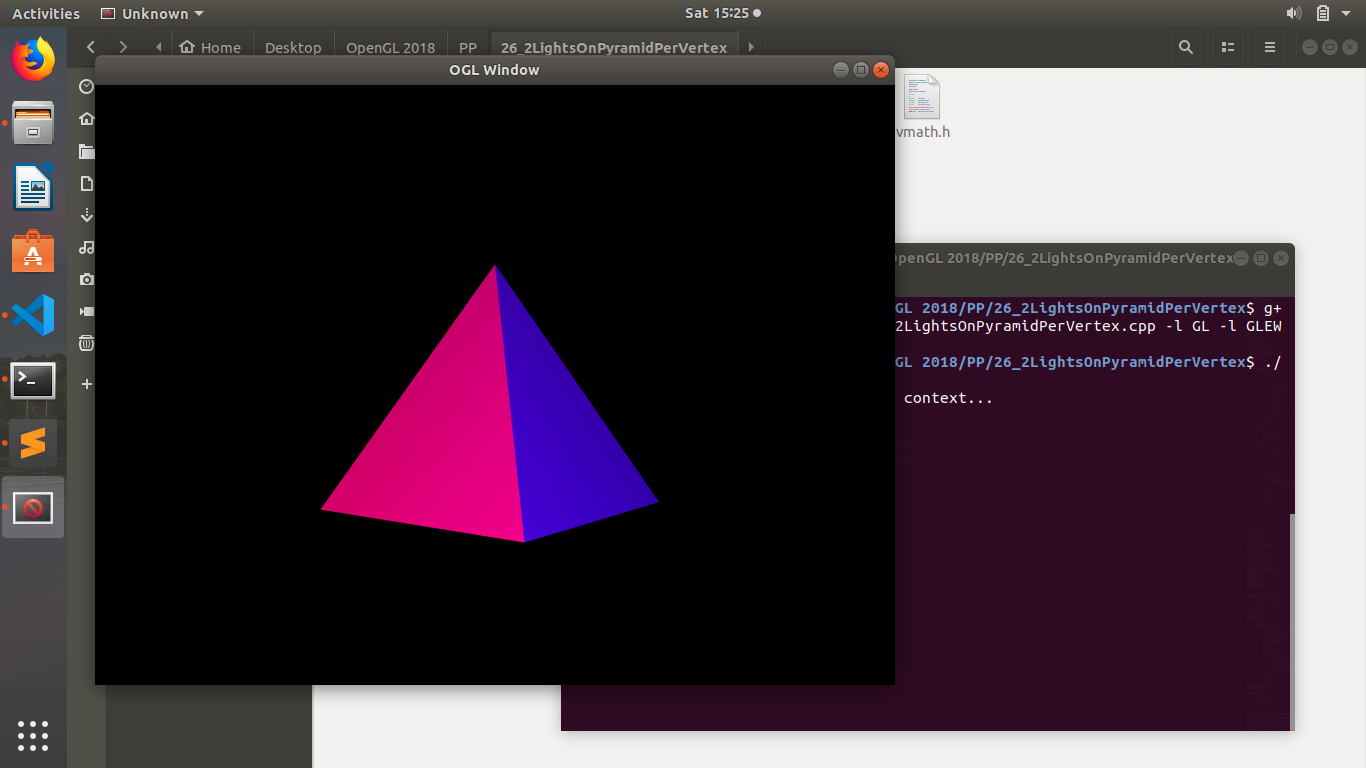 Activities Unknown Sat 15:25
Home Desktop OpenGL 2018 PP 26_2LightsOnPyramidPerVertex
OGL Window
vmath.h
OpenGL 2018/PP/26_2LightsOnPyramidPerVertex
GL 2018/PP/26_2LightsOnPyramidPerVertex$ g+
2LightsOnPyramidPerVertex.cpp -l GL -l GLEW
GL 2018/PP/26_2LightsOnPyramidPerVertex$ ./
context...